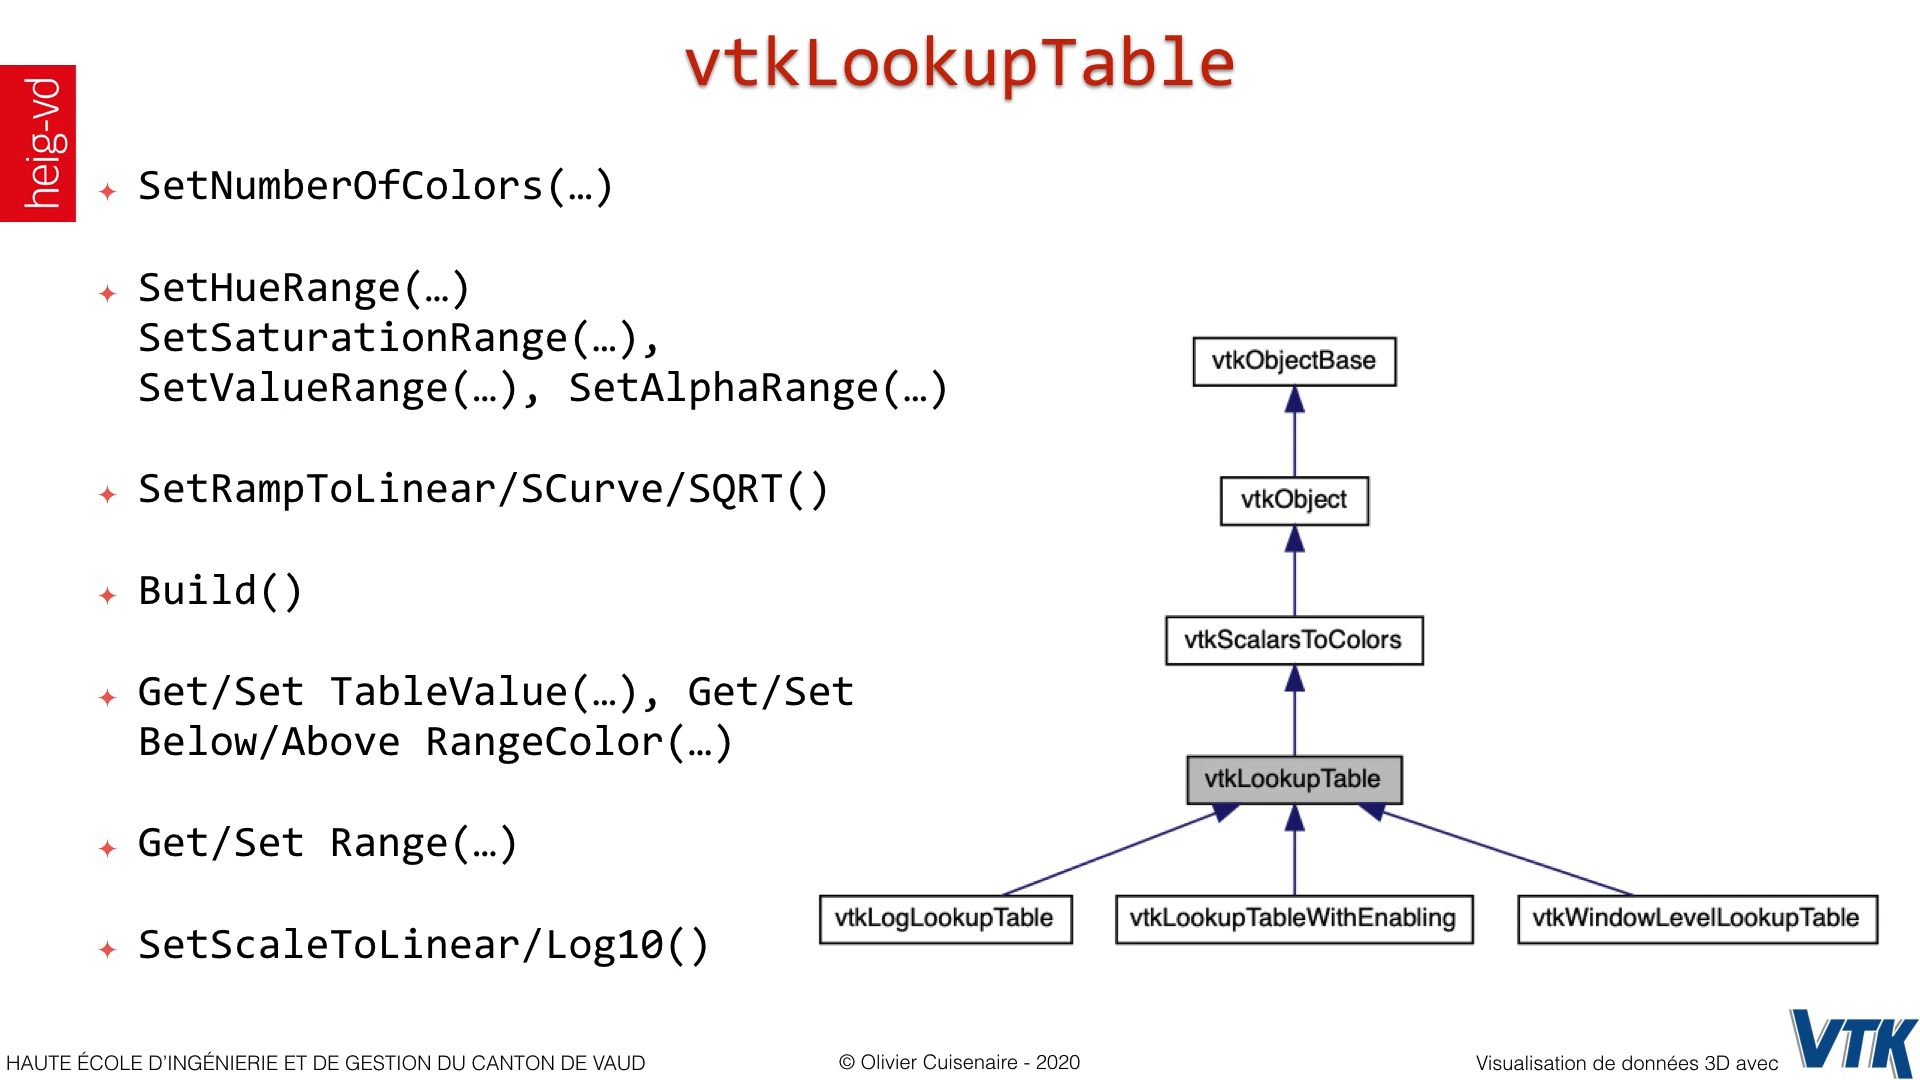 vtkLookupTable
heig-vd
SetNumberOfColors(…)
SetHueRange(…)
SetSaturationRange(…),
SetValueRange(…), SetAlphaRange(…)
SetRampToLinear/SCurve/SQRT()
Build()
Get/Set TableValue(…), Get/Set
Below/Above RangeColor(…)
Get/Set Range(…)
SetScaleToLinear/Log10()
vtkObjectBase
vtkObject
vtkScalarsToColors
vtkLookupTable
vtkLogLookupTable
vtkLookupTableWithEnabling
vtkWindowLevelLookupTable
HAUTE ÉCOLE D’INGÉNIERIE ET DE GESTION DU CANTON DE VAUD
© Olivier Cuisenaire - 2020
Visualisation de données 3D avec
VTK